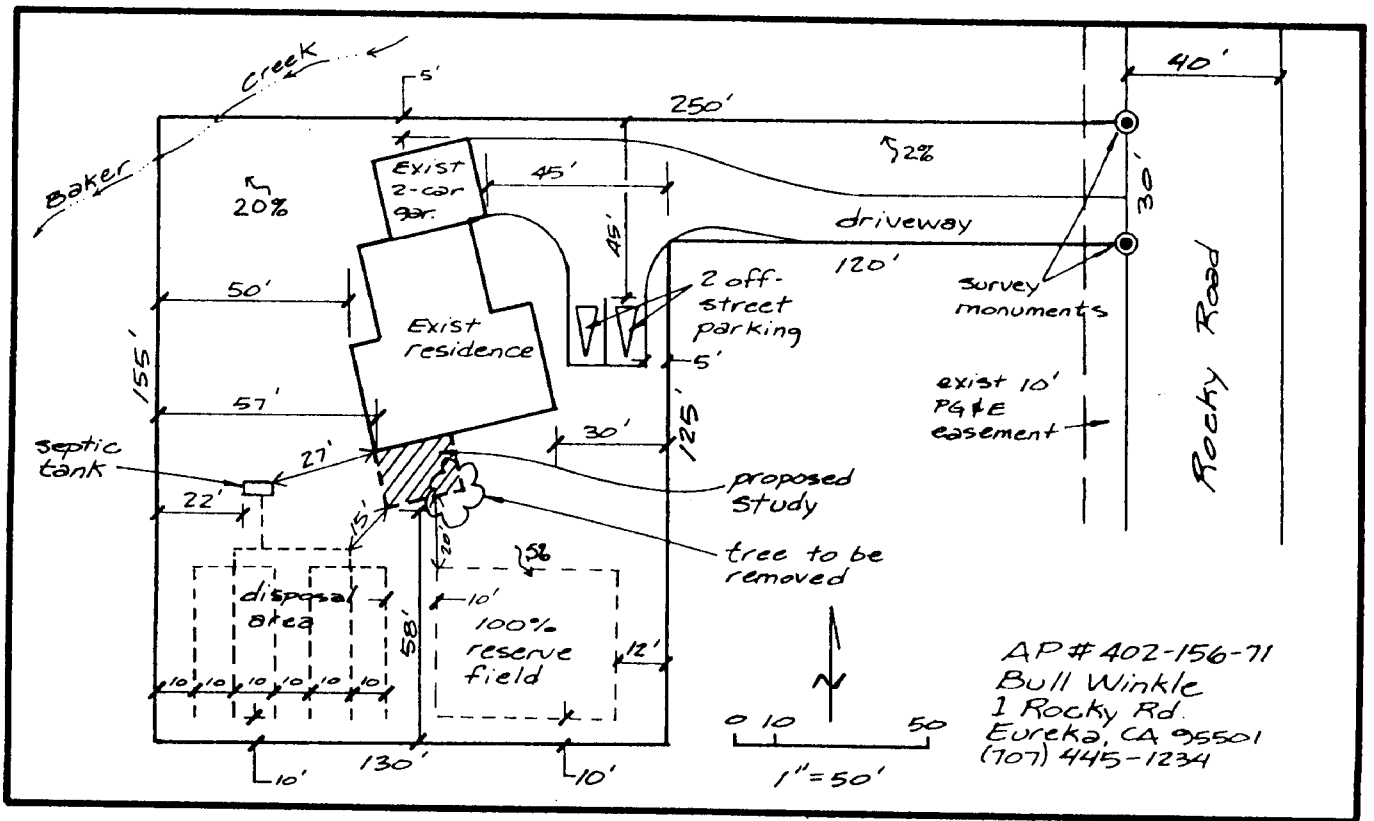 Creek
Baker
5'
250'
40'
2%
Exist
2-car
gar.
45'
30'
20%
45'
driveway
120'
survey
monuments
50'
2 off-
street
parking
Exist
residence
Rocky Road
155'
5'
exist 10'
PG&E
easement
57'
125'
30'
septic
tank
27'
proposed
study
22'
15'
20'
tree to be
removed
5%
disposal
area
10'
100%
reserve
field
58'
12'
10 10 10 10 10 10
N
0 10 50
1"=50'
AP# 402-156-71
Bull Winkle
1 Rocky Rd.
Eureka, CA 95501
(707) 445-1234
10'
130'
10'